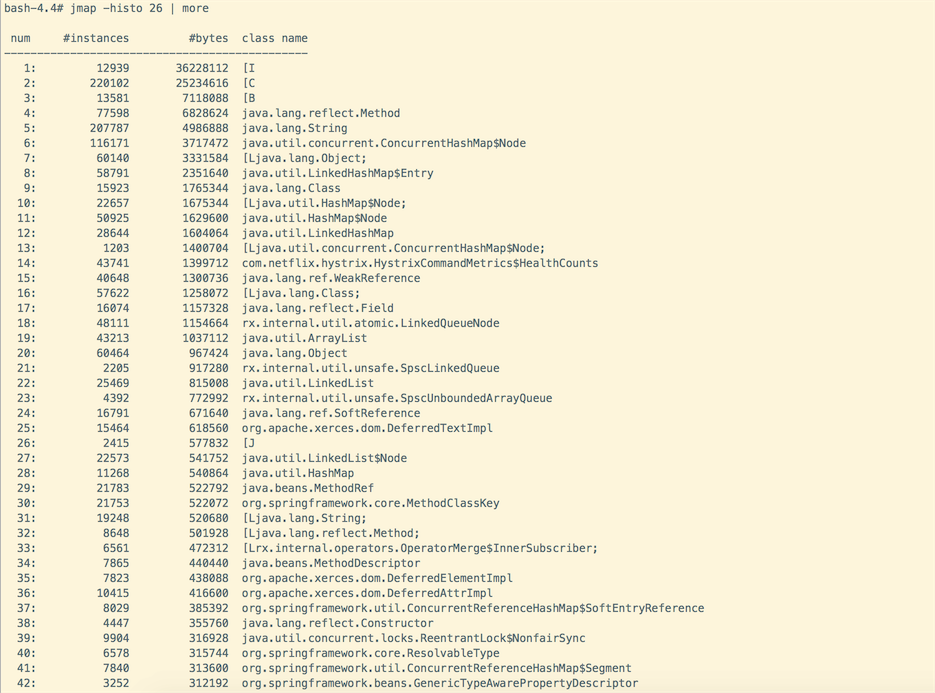 bash-4.4# jmap -histo 26 | more
num #instances #bytes class name
----------------------------------------------
1: 12939 36228112 [I
2: 220102 25234616 [C
3: 13581 7118088 [B
4: 77598 6828624 java.lang.reflect.Method
5: 207787 4986888 java.lang.String
6: 116171 3717472 java.util.concurrent.ConcurrentHashMap$Node
7: 60140 3331584 [Ljava.lang.Object;
8: 58791 2351640 java.util.LinkedHashMap$Entry
9: 15923 1765344 java.lang.Class
10: 22657 1675344 [Ljava.util.HashMap$Node;
11: 50925 1629600 java.util.HashMap$Node
12: 28644 1604064 java.util.LinkedHashMap
13: 1203 1400704 [Ljava.util.concurrent.ConcurrentHashMap$Node;
14: 43741 1399712 com.netflix.hystrix.HystrixCommandMetrics$HealthCounts
15: 40648 1300736 java.lang.ref.WeakReference
16: 57622 1258072 [Ljava.lang.Class;
17: 16074 1157328 java.lang.reflect.Field
18: 48111 1154664 rx.internal.util.atomic.LinkedQueueNode
19: 43213 1037112 java.util.ArrayList
20: 60464 967424 java.lang.Object
21: 2205 917280 rx.internal.util.unsafe.SpscLinkedQueue
22: 25469 815008 java.util.LinkedList
23: 4392 772992 rx.internal.util.unsafe.SpscUnboundedArrayQueue
24: 16791 671640 java.lang.ref.SoftReference
25: 15464 618560 org.apache.xerces.dom.DeferredTextImpl
26: 2415 577832 [J
27: 22573 541752 java.util.LinkedList$Node
28: 11268 540864 java.util.HashMap
29: 21783 522792 java.beans.MethodRef
30: 21753 522072 org.springframework.core.MethodClassKey
31: 19248 520680 [Ljava.lang.String;
32: 8648 501928 [Ljava.lang.reflect.Method;
33: 6561 472312 [Lrx.internal.operators.OperatorMerge$InnerSubscriber;
34: 7865 440440 java.beans.MethodDescriptor
35: 7823 438088 org.apache.xerces.dom.DeferredElementImpl
36: 10415 416600 org.apache.xerces.dom.DeferredAttrImpl
37: 8029 385392 org.springframework.util.ConcurrentReferenceHashMap$SoftEntryReference
38: 4447 355760 java.lang.reflect.Constructor
39: 9904 316928 java.util.concurrent.locks.ReentrantLock$NonfairSync
40: 6578 315744 org.springframework.core.ResolvableType
41: 7840 313600 org.springframework.util.ConcurrentReferenceHashMap$Segment
42: 3252 312192 org.springframework.beans.GenericTypeAwarePropertyDescriptor